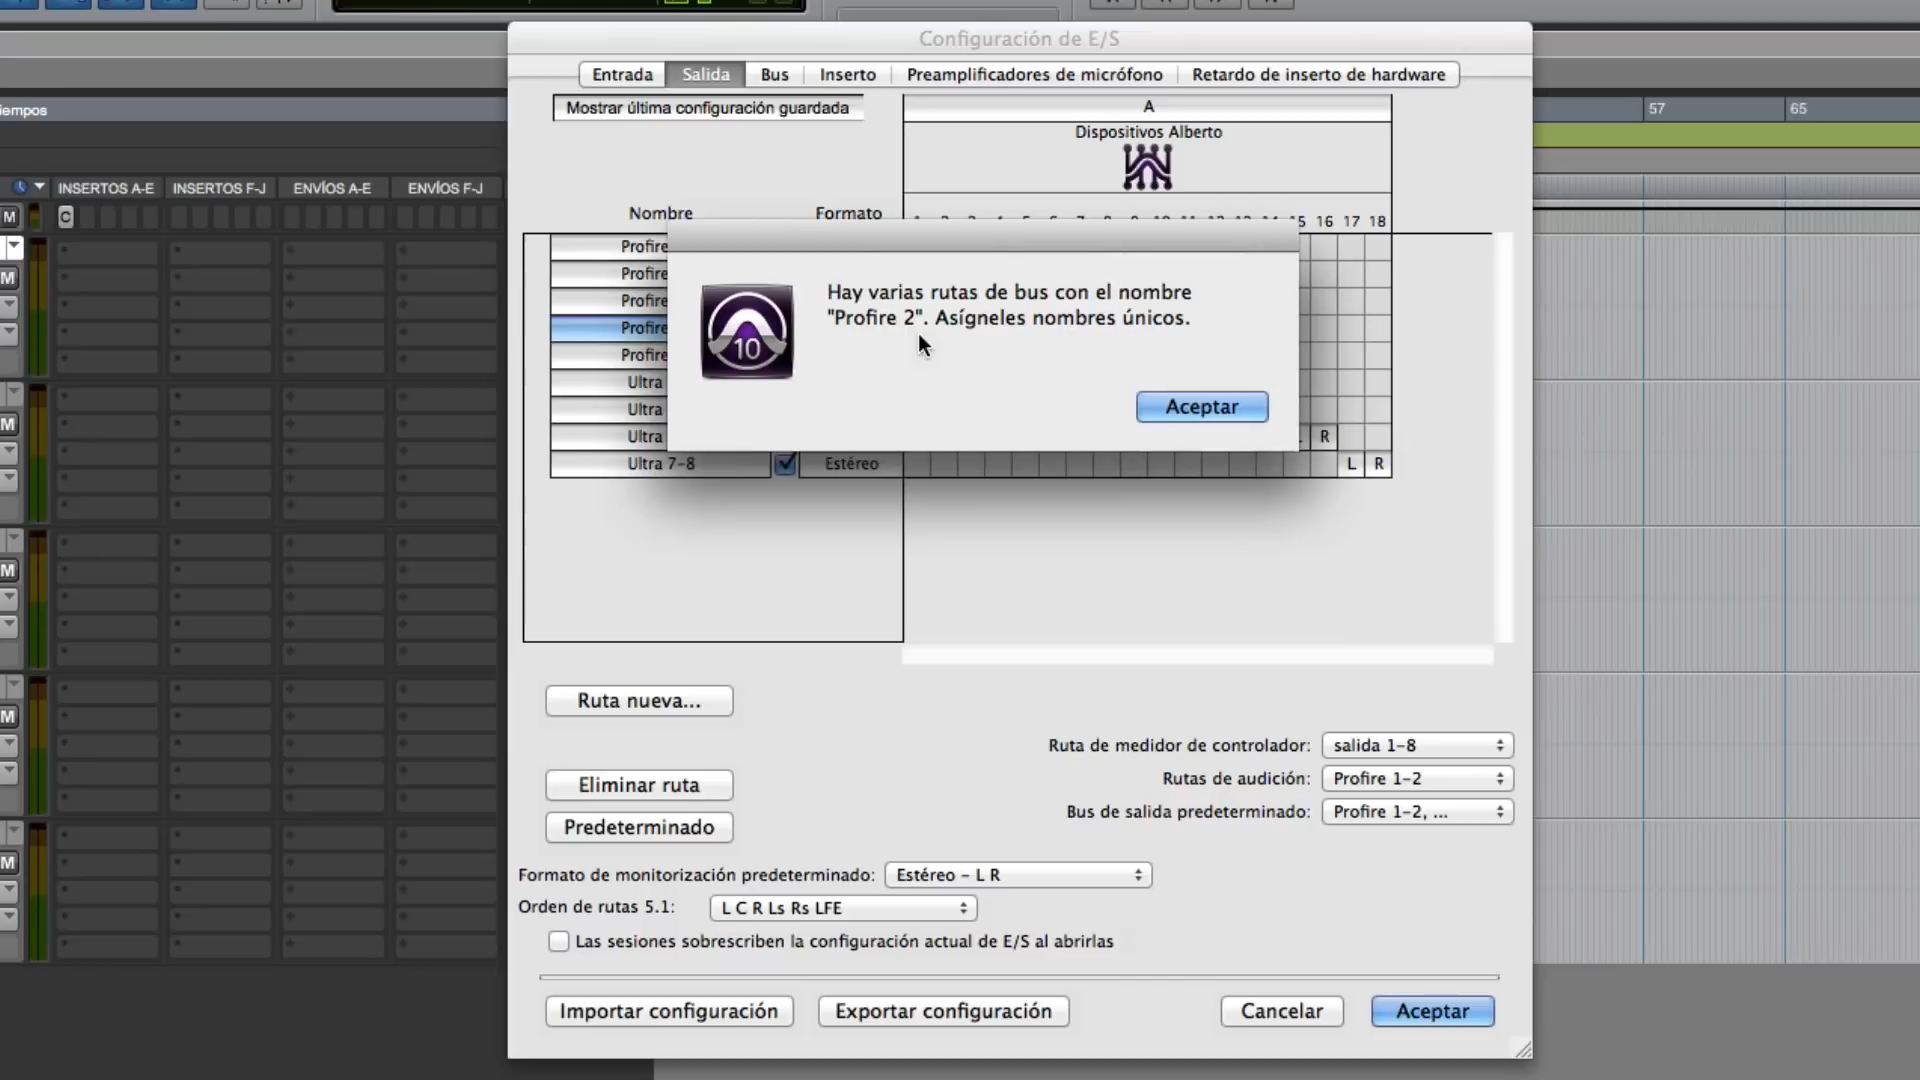 Configuración de E/S
Entrada Salida Bus Inserto Preamplificadores de micrófono Retardo de inserto de hardware
Mostrar última configuración guardada
A
iempos
57 65
Dispositivos Alberto
INSERTOS A-E INSERTOS F-J ENVÍOS A-E ENVÍOS F-J
Nombre Formato
16 17 18
M
C
Profire
Profire
Profire
Profire
Profire
Ultra
Ultra
Ultra
R
Ultra 7-8 Estéreo L R
Hay varias rutas de bus con el nombre
"Profire 2". Asígneles nombres únicos.
10
Aceptar
M
M
M
M
M
Ruta nueva...
Ruta de medidor de controlador: salida 1-8
Rutas de audición: Profire 1-2
Eliminar ruta
Bus de salida predeterminado: Profire 1-2, ...
Predeterminado
Formato de monitorización predeterminado: Estéreo - L R
Orden de rutas 5.1: L C R Ls Rs LFE
Las sesiones sobrescriben la configuración actual de E/S al abrirlas
Importar configuración Exportar configuración Cancelar Aceptar